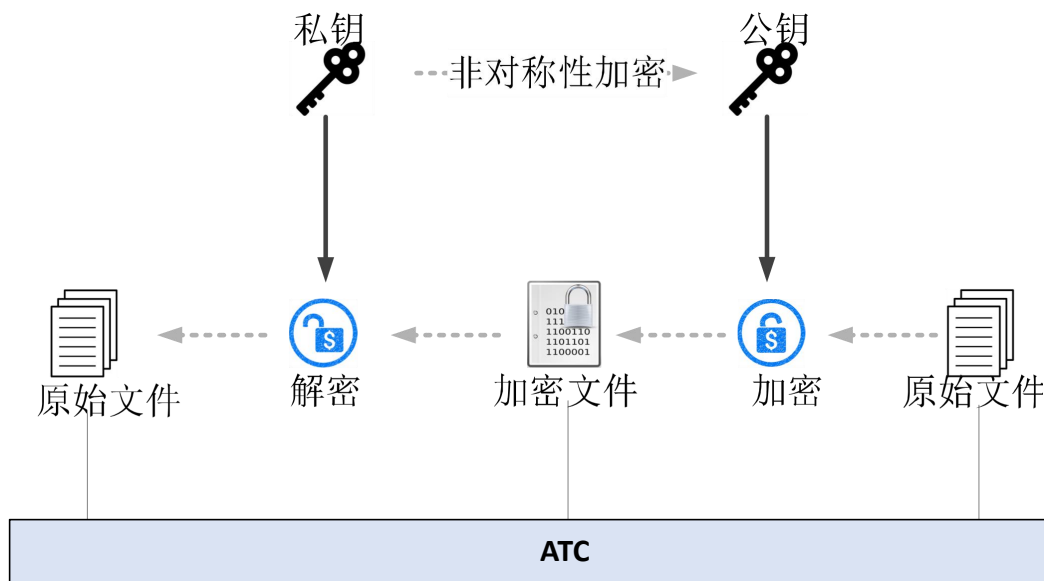 私钥
公钥
非对称性加密
$
010
111
1100110
1101101
1100001
$
原始文件
解密
加密文件
加密
原始文件
ATC